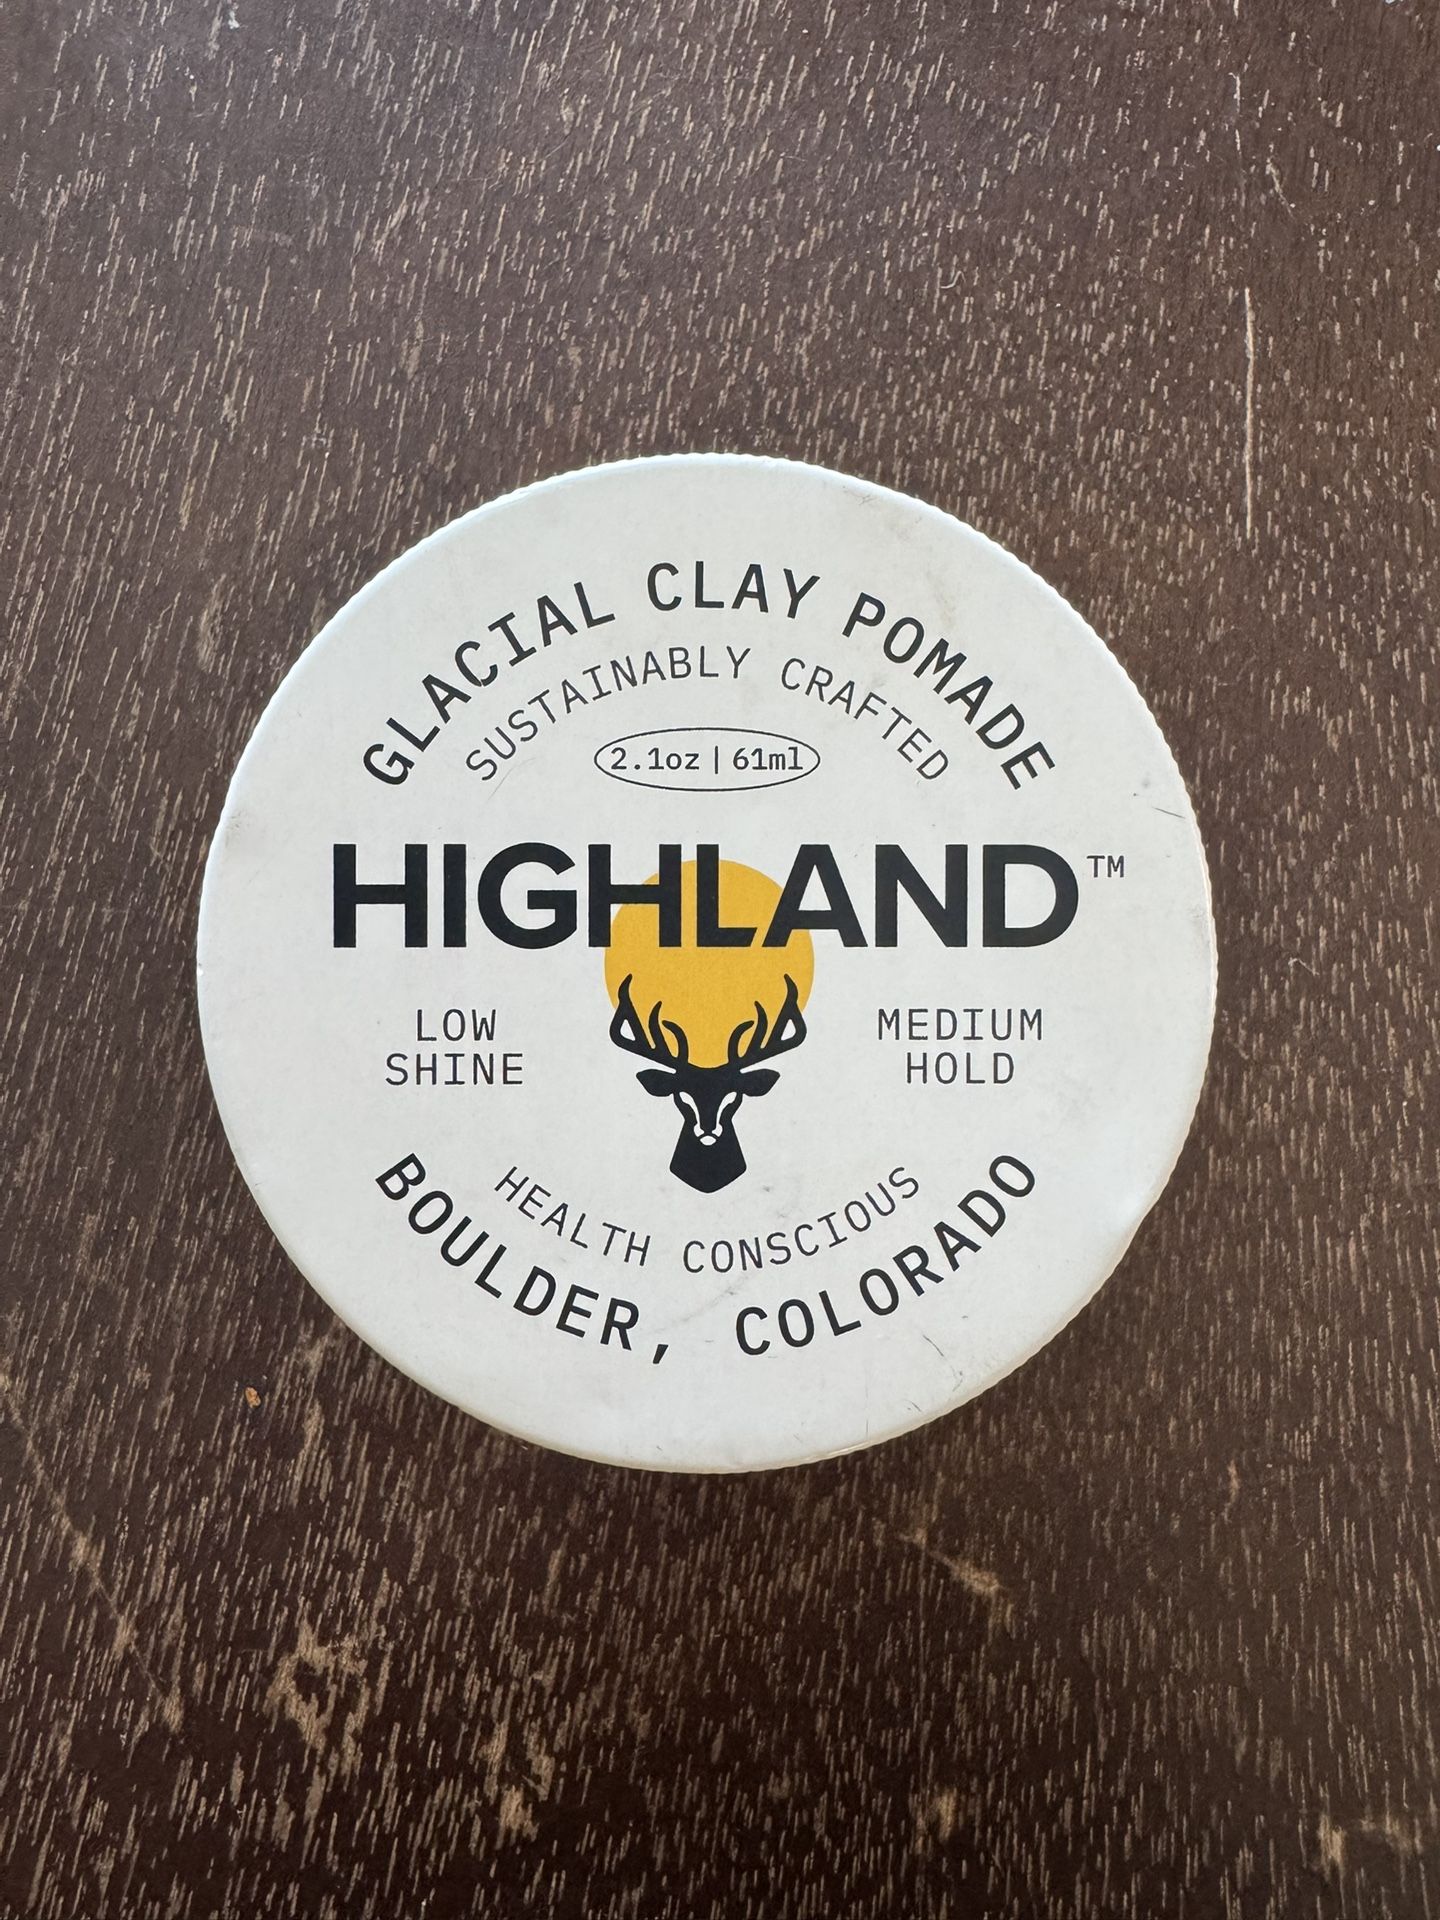 GLACIAL CLAY POMADE
SUSTAINABLY CRAFTED
2.1oz | 61ml
HIGHLAND™
LOW
SHINE
MEDIUM
HOLD
HEALTH CONSCIOUS
BOULDER, COLORADO